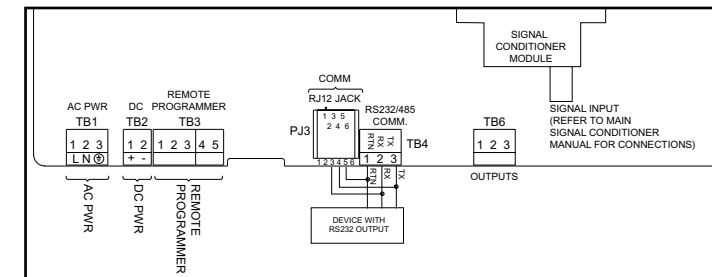 SIGNAL
CONDITIONER
MODULE
SIGNAL INPUT
(REFER TO MAIN
SIGNAL CONDITIONER
MANUAL FOR CONNECTIONS)
AC PWR
TB1
1 2 3
L N
AC PWR
DC
TB2
1 2
+ -
DC PWR
REMOTE
PROGRAMMER
TB3
1 2 3 4 5
REMOTE
PROGRAMMER
COMM
RJ12 JACK
PJ3
1 3 5
2 4 6
1 2 3 4 5 6
RS232/485
COMM.
TB4
RTN
RX
TX
1 2 3
RTN
RX
TX
DEVICE WITH
RS232 OUTPUT
TB6
1 2 3
OUTPUTS